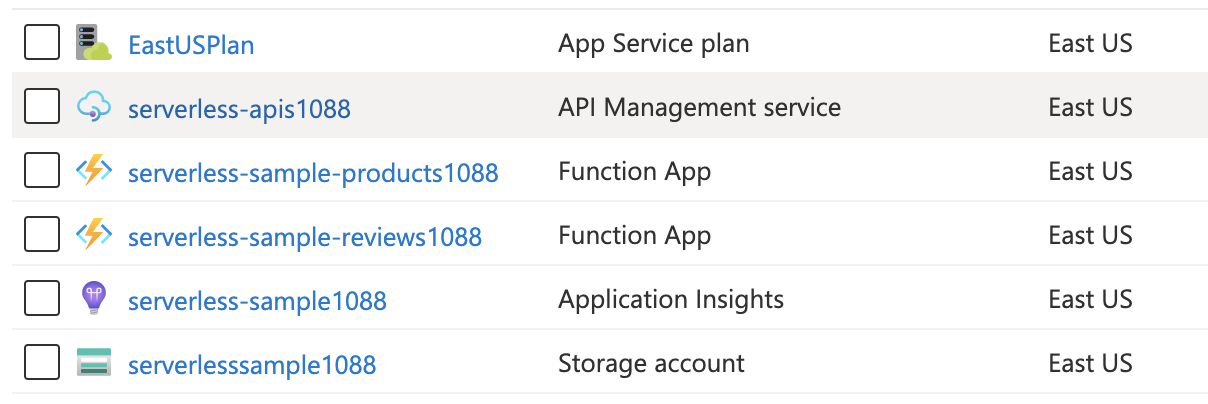 EastUSPlan App Service plan East US
serverless-apis1088 API Management service East US
serverless-sample-products1088 Function App East US
serverless-sample-reviews1088 Function App East US
serverless-sample1088 Application Insights East US
serverlesssample1088 Storage account East US